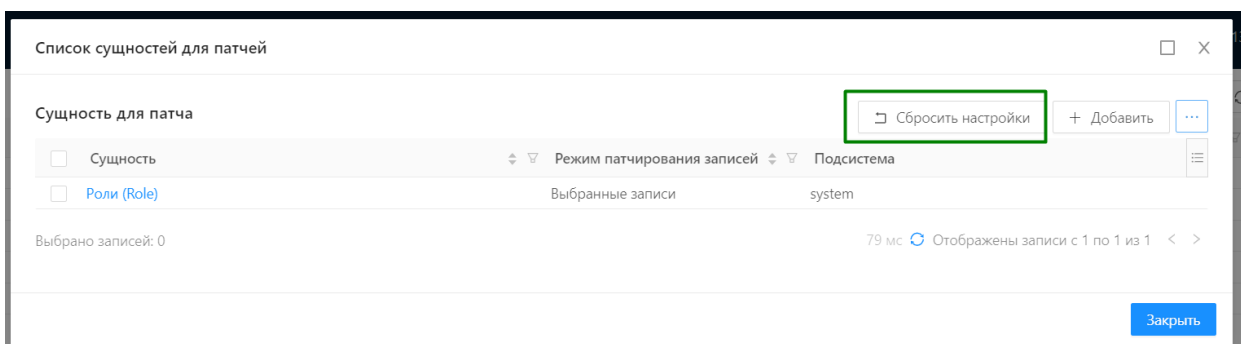 Список сущностей для патчей
Сущность для патча
Сбросить настройки
Добавить
Сущность Режим патчирования записей Подсистема
Роли (Role) Выбранные записи system
Выбрано записей: 0 79 мс Отображены записи с 1 по 1 из 1
Закрыть